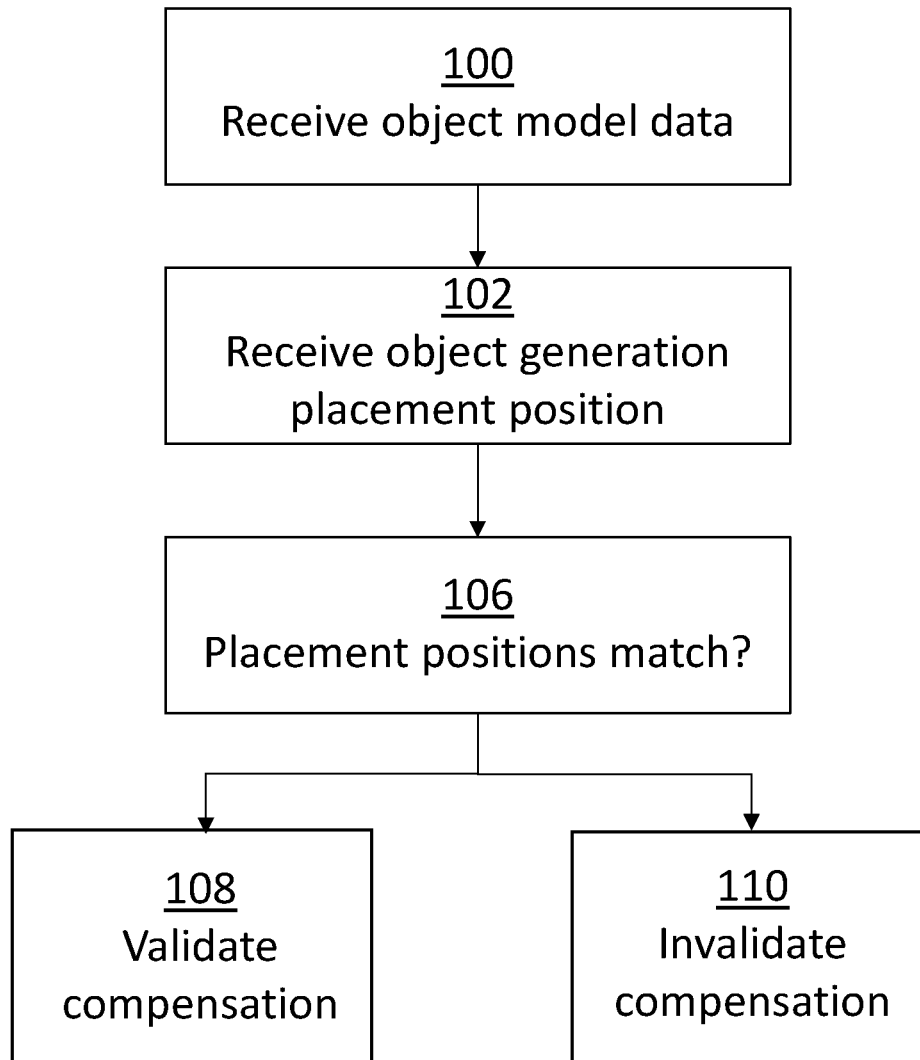 100
Receive object model data
102
Receive object generation
placement position
106
Placement positions match?
108
Validate
compensation
110
Invalidate
compensation